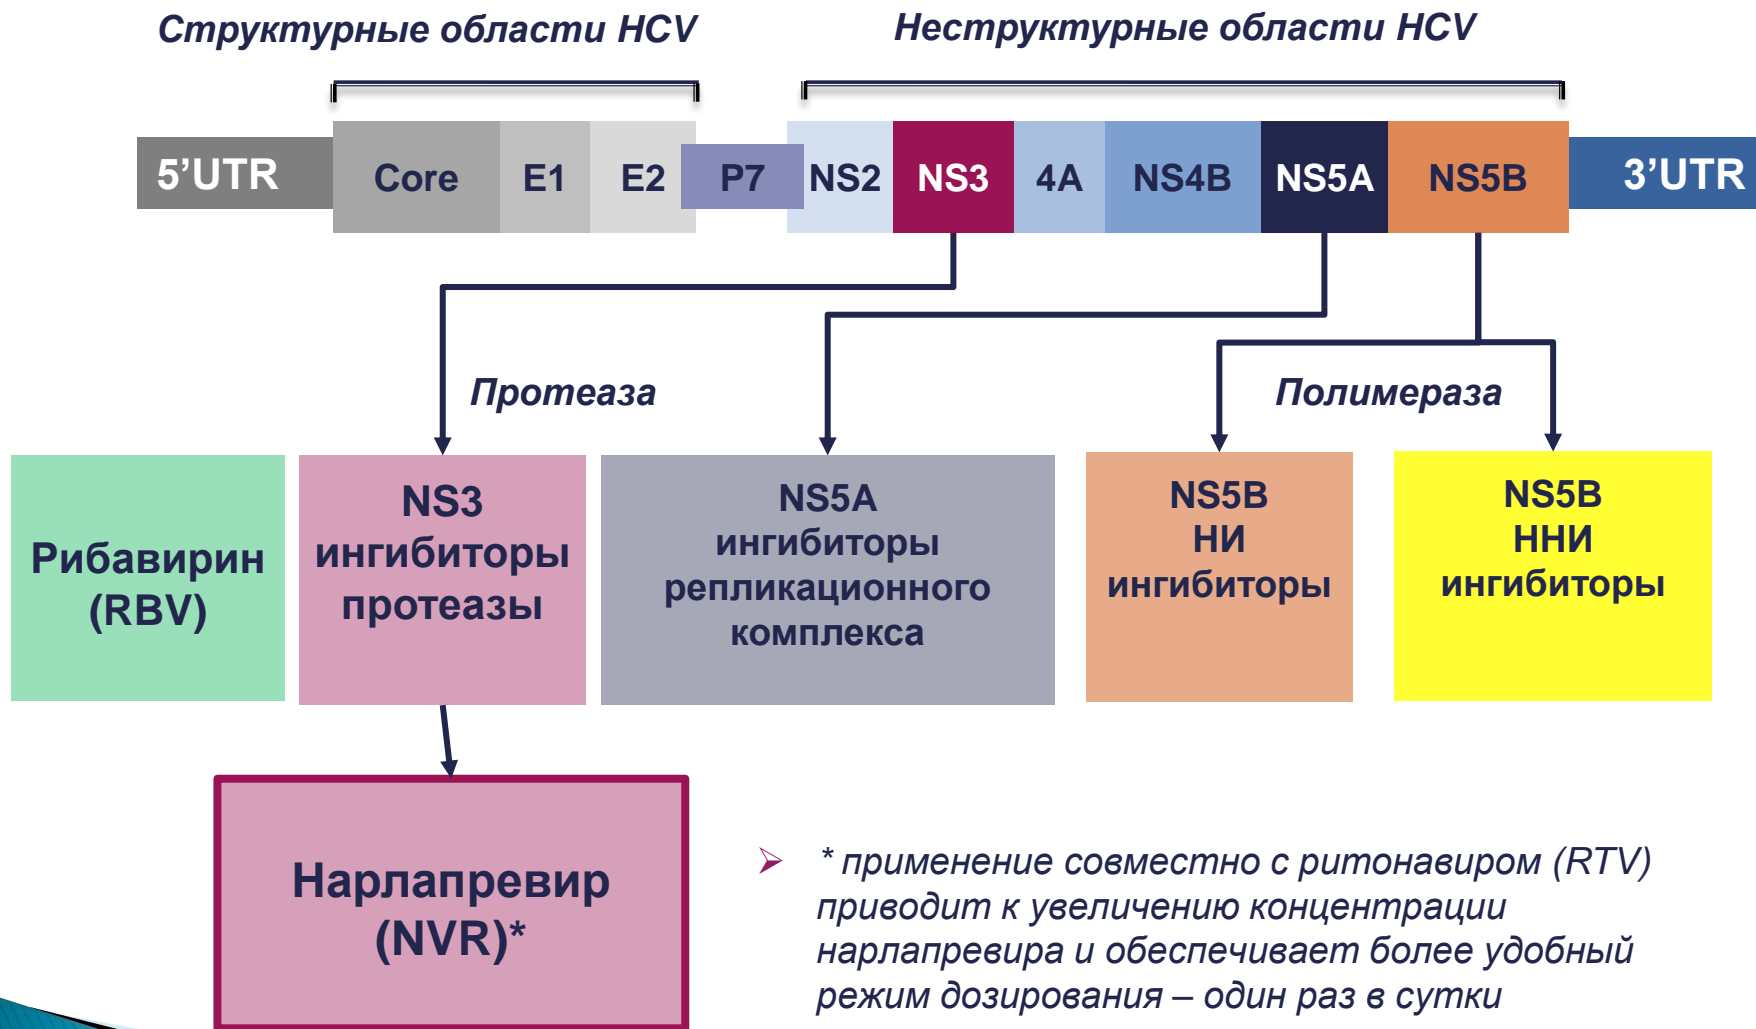 Структурные области HCV
Неструктурные области HCV
5’UTR
Core
E1
E2
P7
NS2
NS3
4A
NS4B
NS5A
NS5B
3’UTR
Протеаза
Полимераза
Рибавирин
(RBV)
NS3
ингибиторы
протеазы
NS5A
ингибиторы
репликационного
комплекса
NS5B
НИ
ингибиторы
NS5B
ННИ
ингибиторы
Нарлапревир
(NVR)*
* применение совместно с ритонавиром (RTV)
приводит к увеличению концентрации
нарлапревира и обеспечивает более удобный
режим дозирования – один раз в сутки